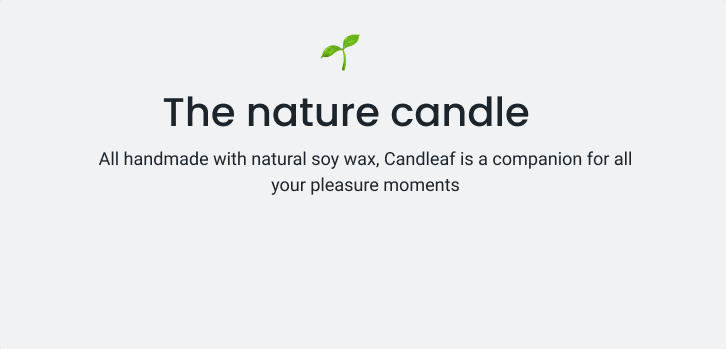 The nature candle
All handmade with natural soy wax, Candleaf is a companion for all
your pleasure moments